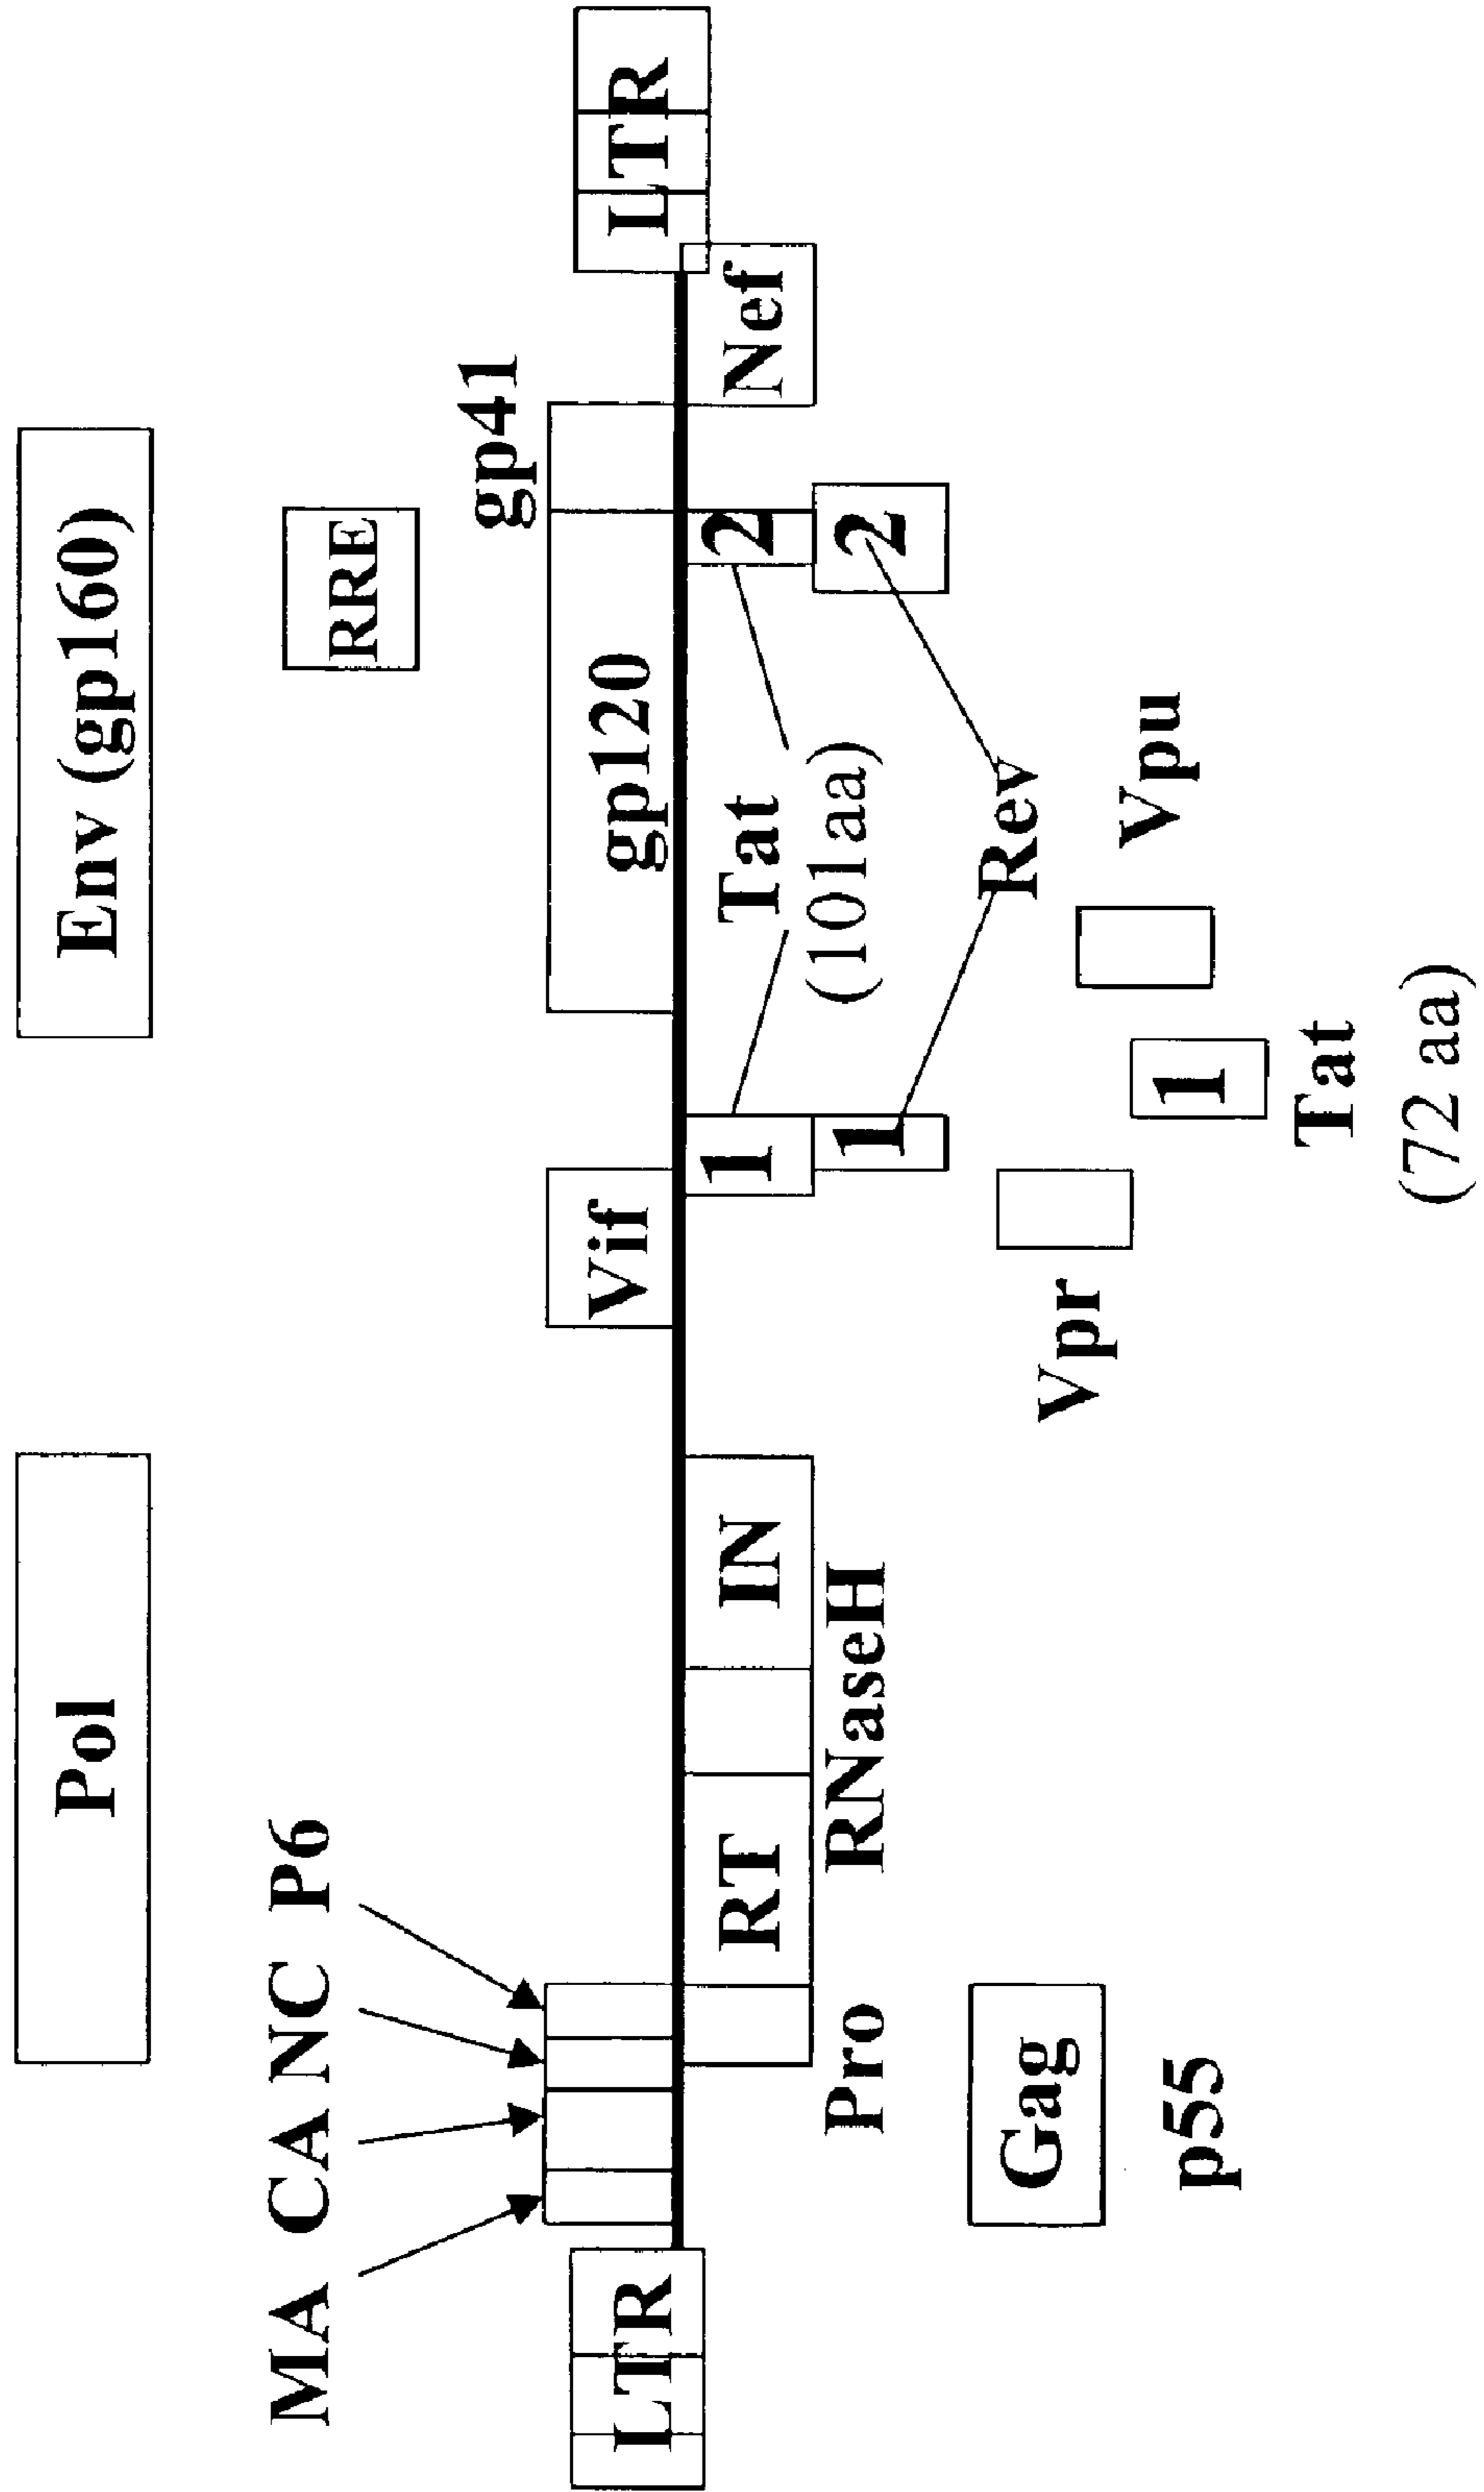 Pol
Env (gp160)
MA CA NC P6
RRE
gp41
LTR
Vif
gp120
LTR
RT
IN
1
2
Nef
Tat
(101aa)
Pro
RNaseH
1
2
Gag
Vpr
Rev
p55
1
Vpu
Tat
(72 aa)